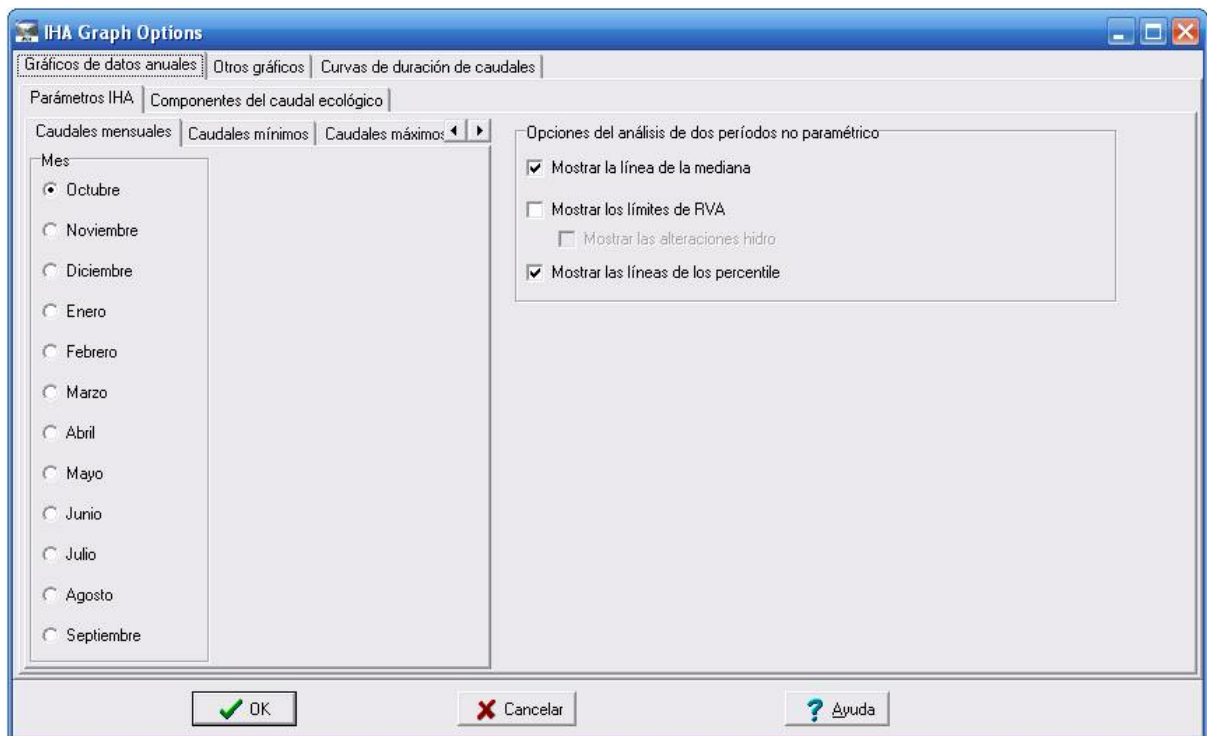 IHA Graph Options
Gráficos de datos anuales Otros gráficos Curvas de duración de caudales
Parámetros IHA Componentes del caudal ecológico
Caudales mensuales Caudales mínimos Caudales máximos
Mes
Octubre
Noviembre
Diciembre
Enero
Febrero
Marzo
Abril
Mayo
Junio
Julio
Agosto
Septiembre
Opciones del análisis de dos períodos no paramétrico
Mostrar la línea de la mediana
Mostrar los límites de RVA
Mostrar las alteraciones hidro
Mostrar las líneas de los percentile
OK Cancelar Ayuda